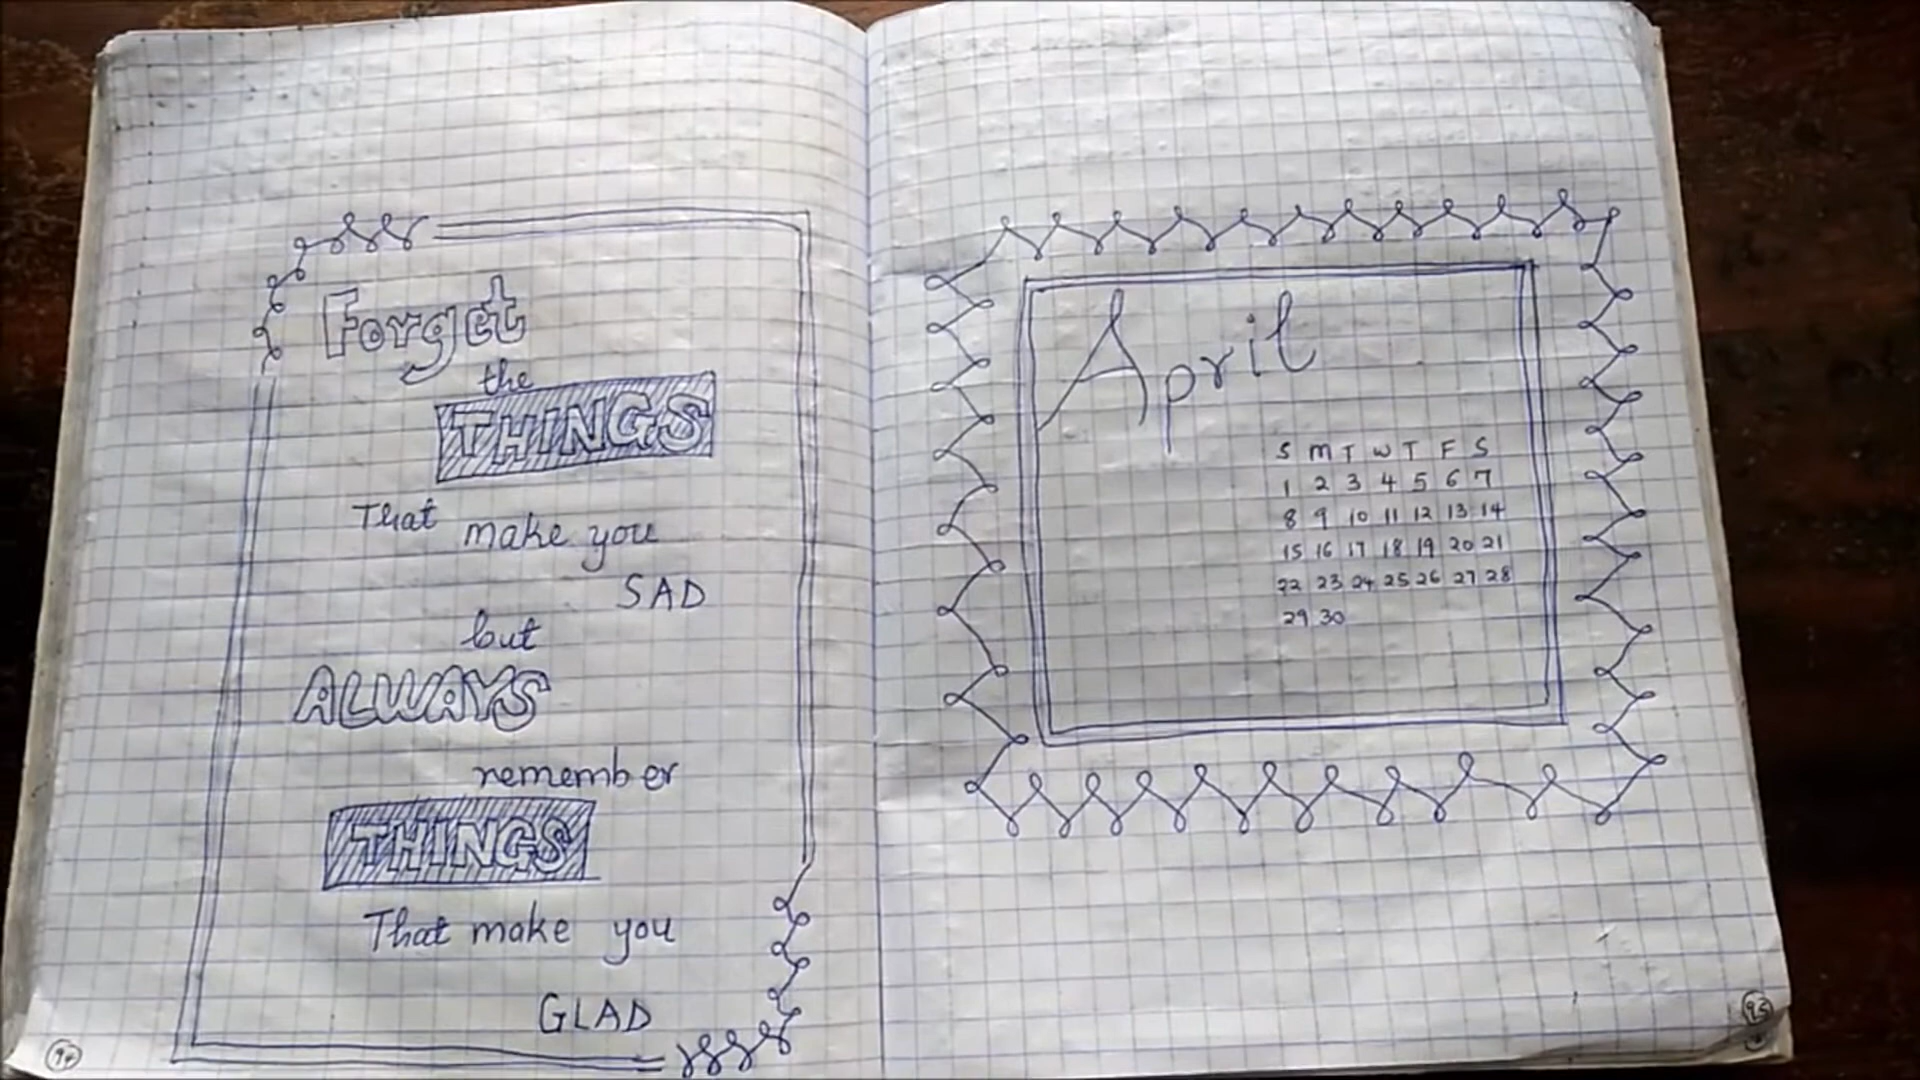 Forget
the
THINGS
That make you
SAD
but
ALWAYS
remember
THINGS
That make you
GLAD
94
April
S M T W T F S
1 2 3 4 5 6 7
8 9 10 11 12 13 14
15 16 17 18 19 20 21
22 23 24 25 26 27 28
29 30
95